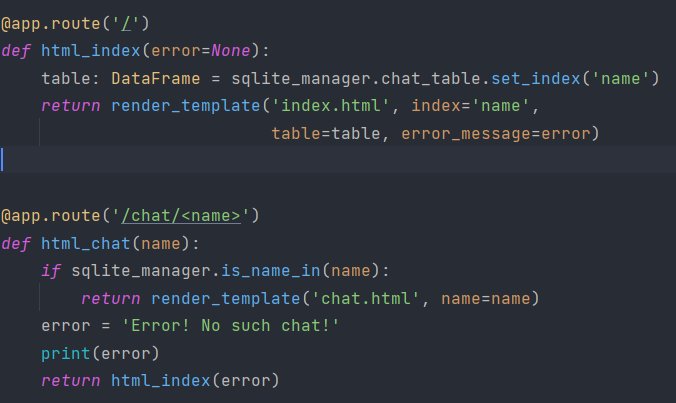 @app.route('/')
def html_index(error=None):
    table: DataFrame = sqlite_manager.chat_table.set_index('name')
    return render_template('index.html', index='name',
                           table=table, error_message=error)
@app.route('/chat/<name>')
def html_chat(name):
    if sqlite_manager.is_name_in(name):
        return render_template('chat.html', name=name)
    error = 'Error! No such chat!'
    print(error)
    return html_index(error)